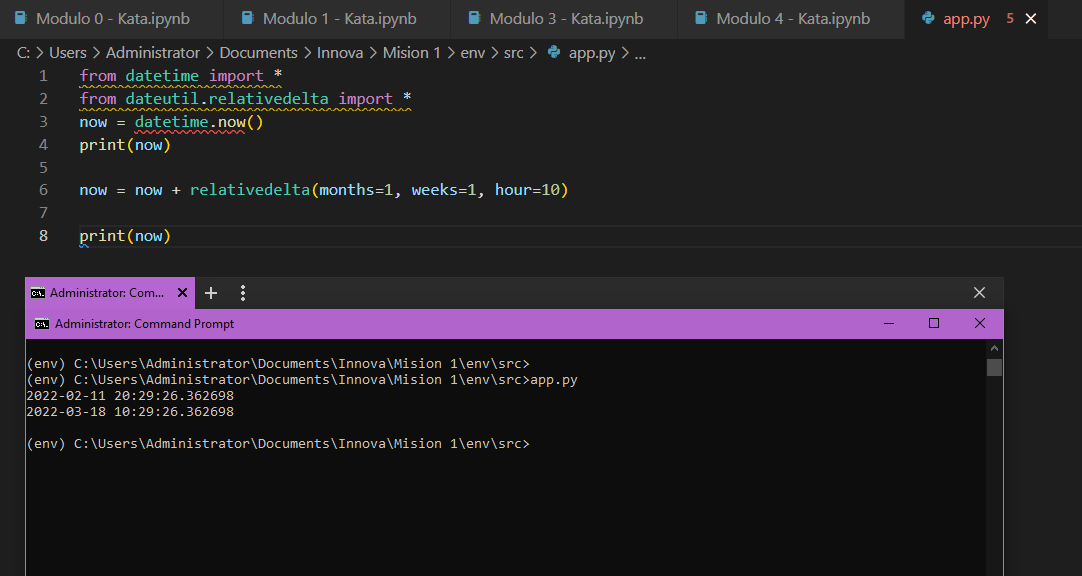 Modulo 0 - Kata.ipynb Modulo 1 - Kata.ipynb Modulo 3 - Kata.ipynb Modulo 4 - Kata.ipynb app.py 5
C: > Users > Administrator > Documents > Innova > Mision 1 > env > src > app.py > ...
1 from datetime import *
2 from dateutil.relativedelta import *
3 now = datetime.now()
4 print(now)
5
6 now = now + relativedelta(months=1, weeks=1, hour=10)
7
8 print(now)
Administrator: Com...
Administrator: Command Prompt
(env) C:\Users\Administrator\Documents\Innova\Mision 1\env\src>
(env) C:\Users\Administrator\Documents\Innova\Mision 1\env\src>app.py
2022-02-11 20:29:26.362698
2022-03-18 10:29:26.362698
(env) C:\Users\Administrator\Documents\Innova\Mision 1\env\src>